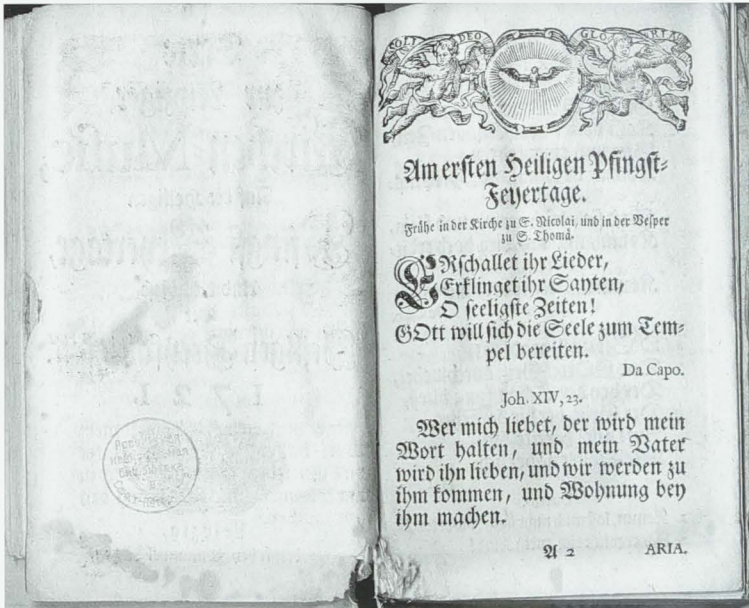 SOLI DEO GLORIA
Am ersten Heiligen Pfingst-
Feyertage.
Frühe in der Kirche zu S. Nicolai, und in der Vesper
zu S. Thomä.
ERschallet ihr Lieder,
Erklinget ihr Sayten,
O seeligste Zeiten!
GOtt will sich die Seele zum Tem-
pel bereiten.
Da Capo.
Joh. XIV, 23.
Wer mich liebet, der wird mein
Wort halten, und mein Vater
wird ihn lieben, und wir werden zu
ihm kommen, und Wohnung bey
ihm machen.
A 2 ARIA.